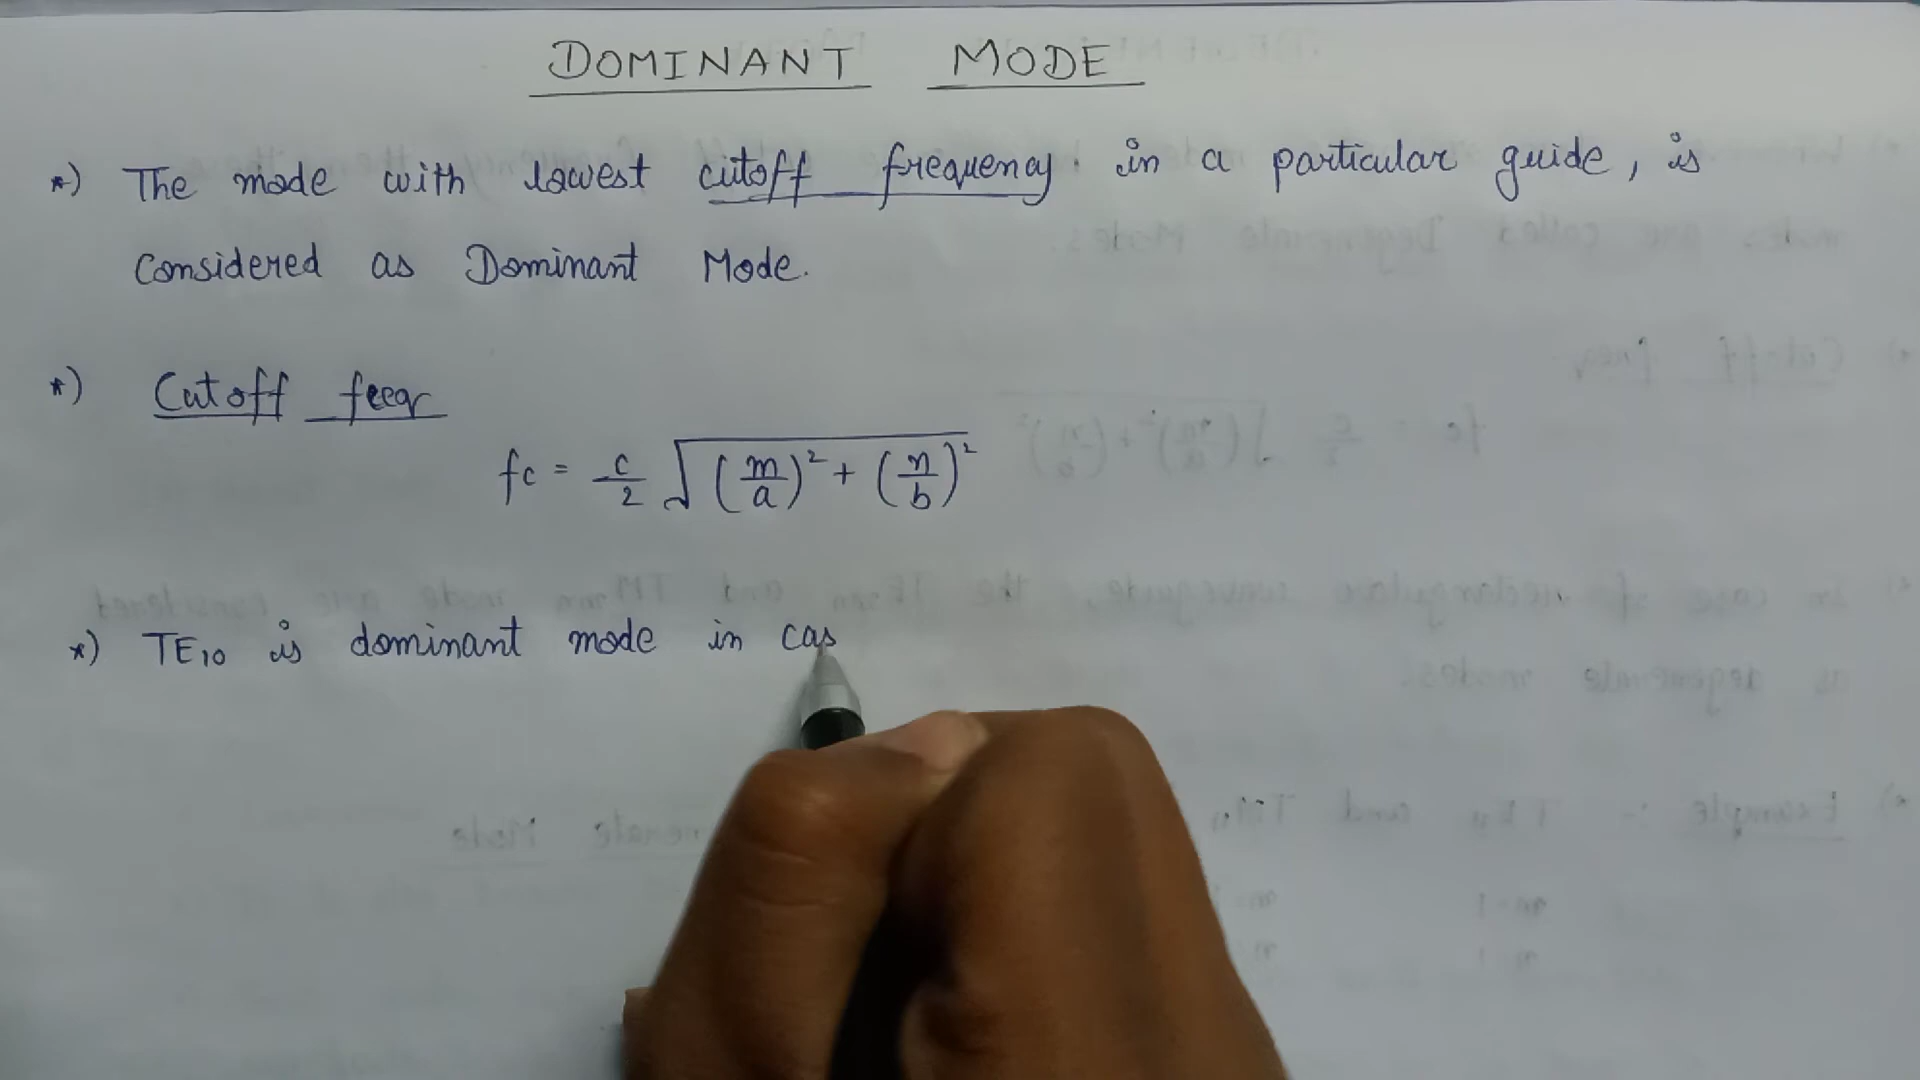 DOMINANT MODE
*) The mode with lowest cutoff frequency in a particular guide, is
Considered as Dominant Mode.
*) Cutoff freq
fc = c/2 √((m/a)² + (n/b)²)
*) TE10 is dominant mode in cas